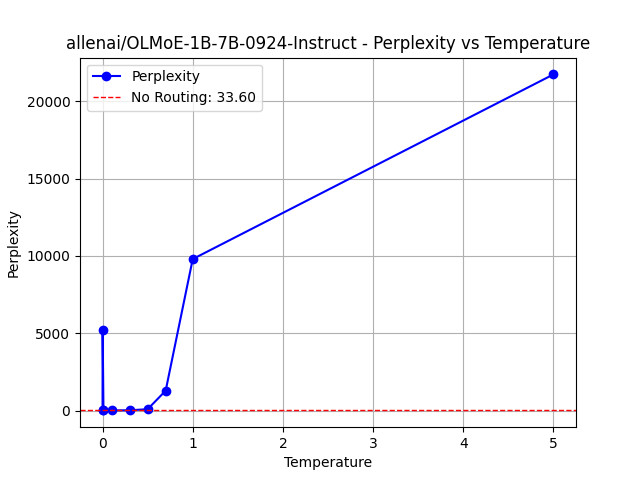 allenai/OLMoE-1B-7B-0924-Instruct - Perplexity vs Temperature
Perplexity
No Routing: 33.60
20000
15000
10000
5000
0
Perplexity
0 1 2 3 4 5
Temperature